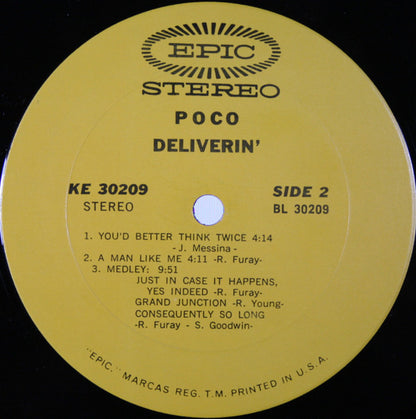 EPIC
STEREO
POCO
DELIVERIN'
KE 30209 SIDE 2
STEREO BL 30209
1. YOU'D BETTER THINK TWICE 4:14
-J. Messina-
2. A MAN LIKE ME 4:11 -R. Furay-
3. MEDLEY: 9:51
JUST IN CASE IT HAPPENS,
YES INDEED -R. Furay-
GRAND JUNCTION -R. Young-
CONSEQUENTLY SO LONG
-R. Furay - S. Goodwin-
"EPIC," MARCAS REG. T.M. PRINTED IN U.S.A.